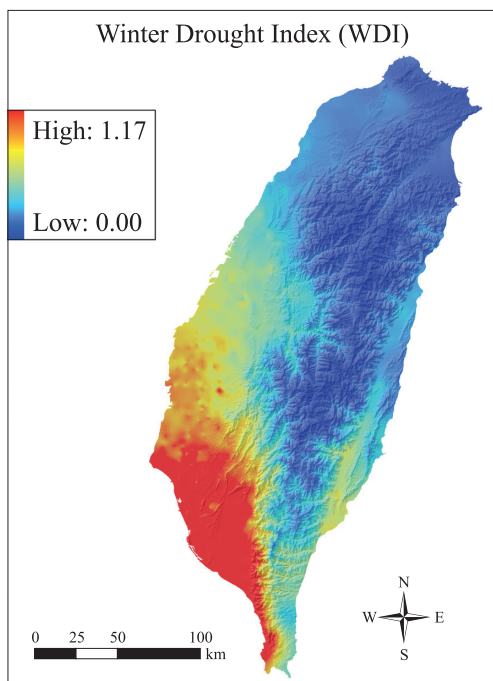 Winter Drought Index (WDI)
High: 1.17
Low: 0.00
N
W E
S
0 25 50 100
km